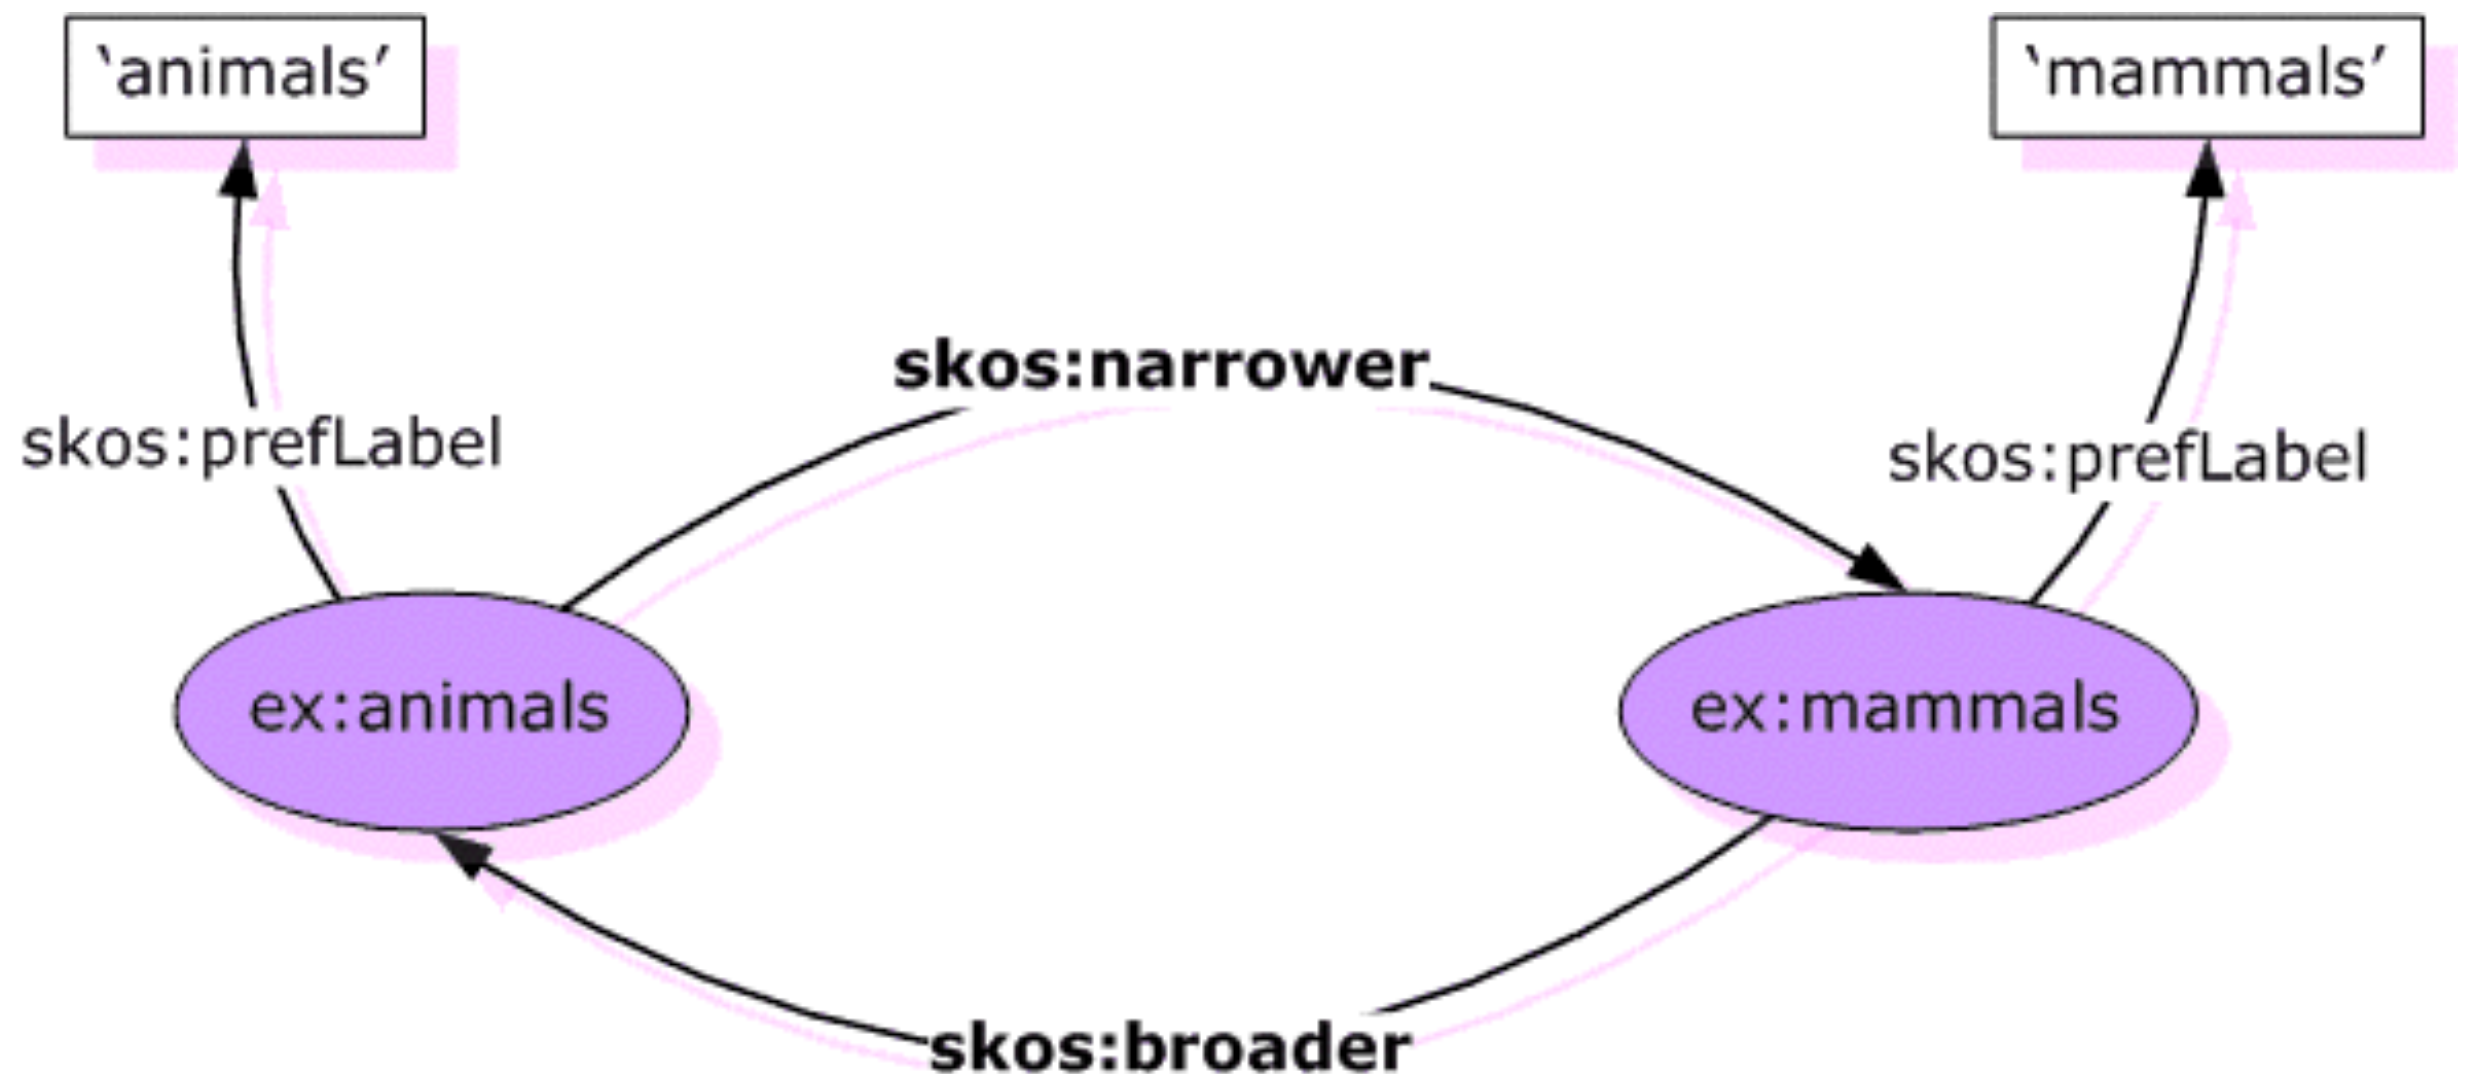 ‘animals’
‘mammals’
skos:narrower
skos:prefLabel
skos:prefLabel
ex:animals
ex:mammals
skos:broader